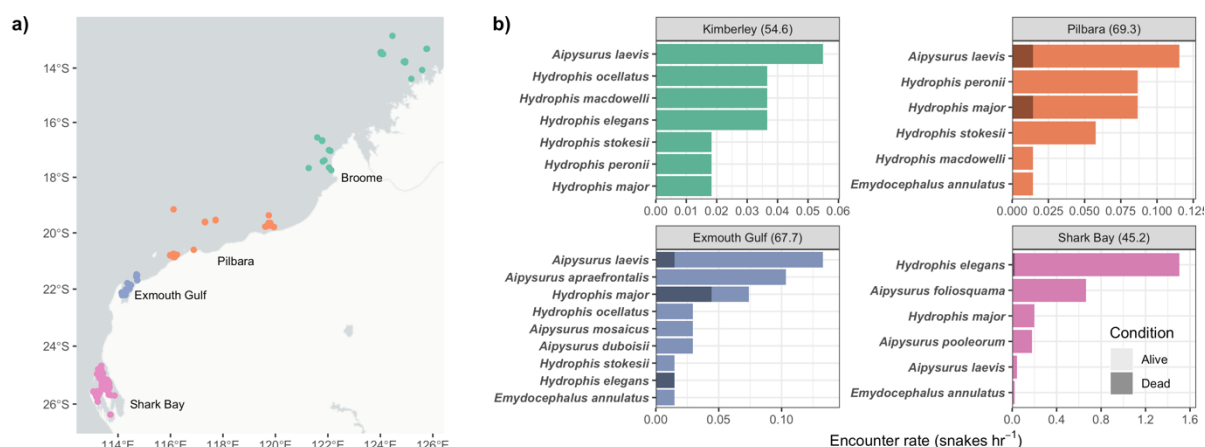 a)
14°S
16°S
18°S
20°S
22°S
24°S
26°S
114°E
116°E
118°E
120°E
122°E
124°E
126°E
Broome
Pilbara
Exmouth Gulf
Shark Bay
b)
Kimberley (54.6)
Aipysurus laevis
Hydrophis ocellatus
Hydrophis macdowelli
Hydrophis elegans
Hydrophis stokesii
Hydrophis peronii
Hydrophis major
0.00 0.01 0.02 0.03 0.04 0.05 0.06
Pilbara (69.3)
Aipysurus laevis
Hydrophis peronii
Hydrophis major
Hydrophis stokesii
Hydrophis macdowelli
Emydocephalus annulatus
0.000 0.025 0.050 0.075 0.100 0.125
Exmouth Gulf (67.7)
Aipysurus laevis
Aipysurus apraefrontalis
Hydrophis major
Hydrophis ocellatus
Aipysurus mosaicus
Aipysurus duboisii
Hydrophis stokesii
Hydrophis elegans
Emydocephalus annulatus
0.00 0.05 0.10
Shark Bay (45.2)
Hydrophis elegans
Aipysurus foliosquama
Hydrophis major
Aipysurus pooleorum
Aipysurus laevis
Emydocephalus annulatus
0.0 0.4 0.8 1.2 1.6
Condition
Alive
Dead
Encounter rate (snakes hr⁻¹)